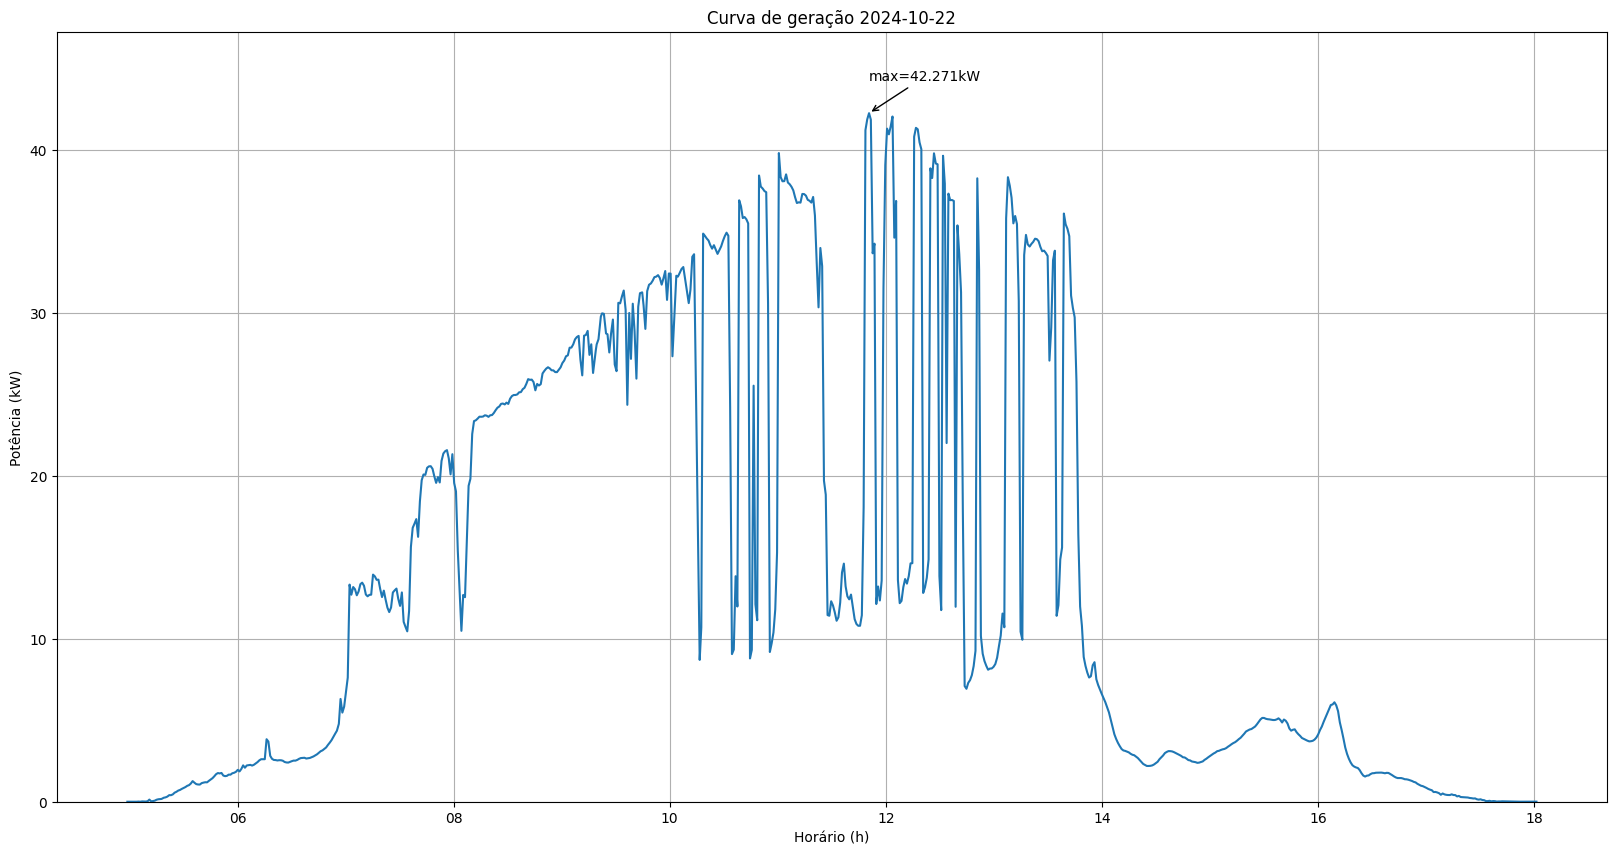 Curva de geração 2024-10-22
max=42.271kW
40
30
20
10
0
Potência (kW)
06 08 10 12 14 16 18
Horário (h)